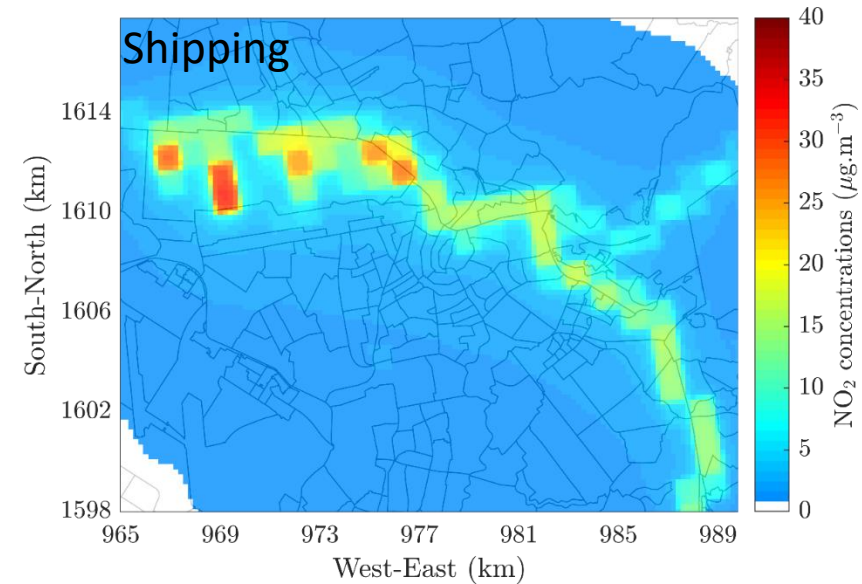 Shipping
40
35
30
25
20
15
10
5
0
NO₂ concentrations (μg.m⁻³)
1614
1610
1606
1602
1598
South-North (km)
965 969 973 977 981 985 989
West-East (km)